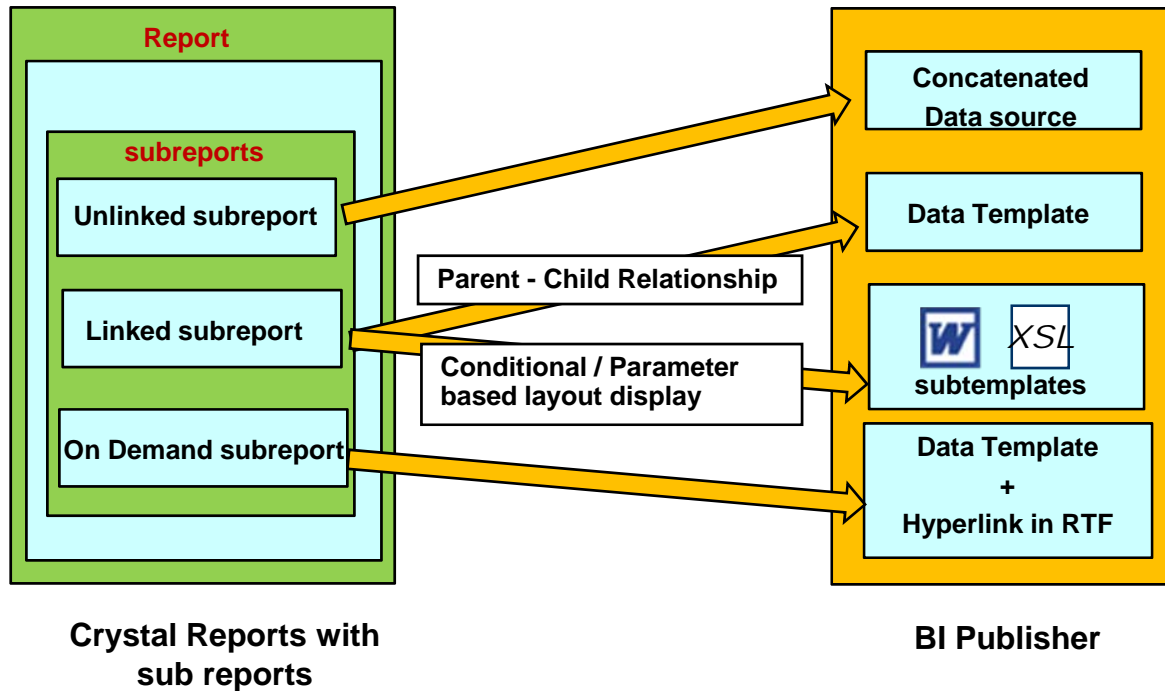 Report
subreports
Unlinked subreport
Linked subreport
On Demand subreport
Parent - Child Relationship
Conditional / Parameter
based layout display
Concatenated
Data source
Data Template
W
XSL
subtemplates
Data Template
+
Hyperlink in RTF
Crystal Reports with
sub reports
BI Publisher